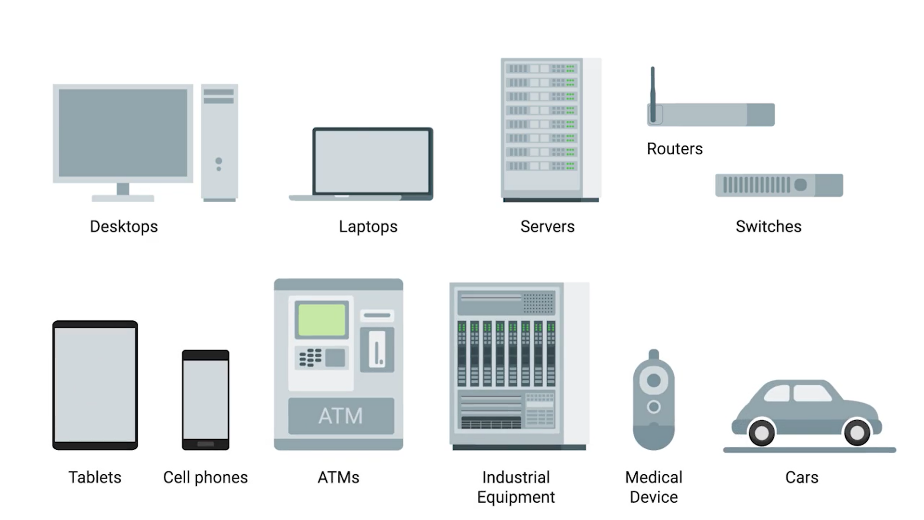 Routers
Desktops
Laptops
Servers
Switches
ATM
Tablets
Cell phones
ATMs
Industrial
Equipment
Medical
Device
Cars